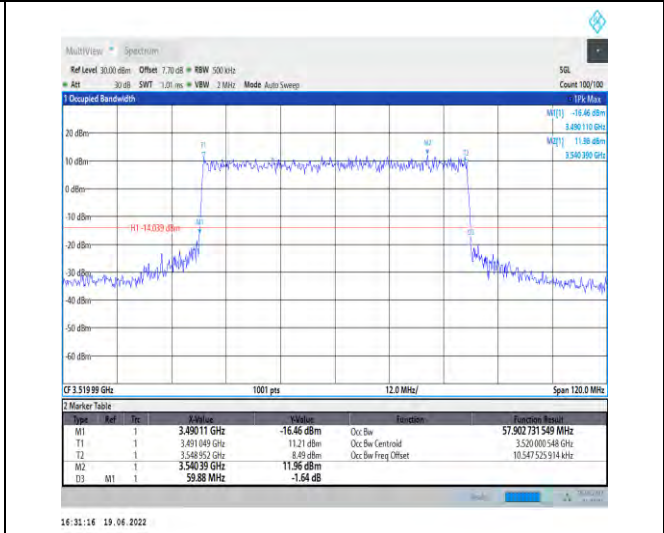 MultiView Spectrum
Ref Level 30.00 dBm Offset 7.70 dB RBW 500 kHz SGL
Att 30 dB SWT 1.01 ms VBW 2 MHz Mode Auto Sweep Count 100/100
1 Occupied Bandwidth 1Pk Max
M1[1] -16.46 dBm
3.490 110 GHz
M2[1] 11.96 dBm
3.540 390 GHz
20 dBm
T1 M2 T2
10 dBm
0 dBm
-10 dBm
M1
H1 -14.039 dBm
D3
-20 dBm
-30 dBm
-40 dBm
-50 dBm
-60 dBm
CF 3.519 99 GHz 1001 pts 12.0 MHz/ Span 120.0 MHz
2 Marker Table
Type Ref Trc X-Value Y-Value Function Function Result
M1 1 3.490 11 GHz -16.46 dBm Occ Bw 57.902 731 549 MHz
T1 1 3.491 049 GHz 11.21 dBm Occ Bw Centroid 3.520 000 548 GHz
T2 1 3.548 952 GHz 8.49 dBm Occ Bw Freq Offset 10.547 525 914 kHz
M2 1 3.540 39 GHz 11.96 dBm
D3 M1 1 59.88 MHz -1.64 dB
16:31:16 19.06.2022